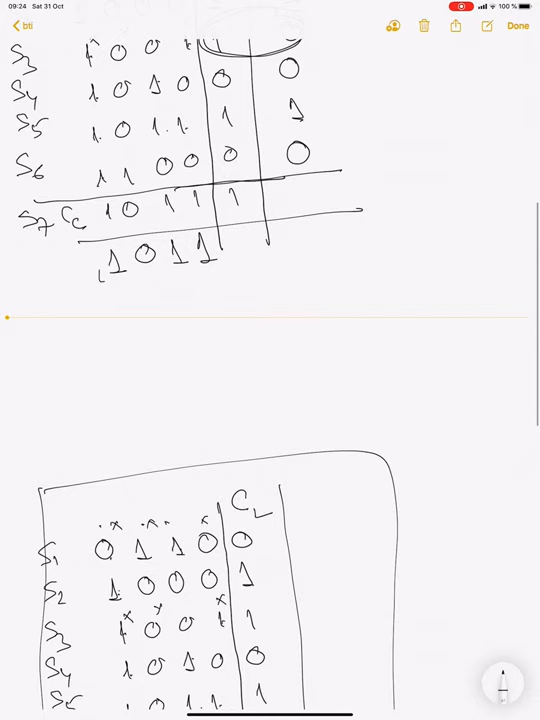 09:24 Sat 31 Oct 100 %
bti Done
S3 1 0 0 1
S4 1 0 1 0 0 0
S5 1 0 1 1 1 1
S6 1 1 0 0 0 0
S7 Cc 1 0 1 1 1
1 0 1 1
CL
S1 0 1 1 0 0
S2 1 0 0 0 1
S3 1 0 0 1 1
S4 1 0 1 0 0
S5 1 0 1 1 1